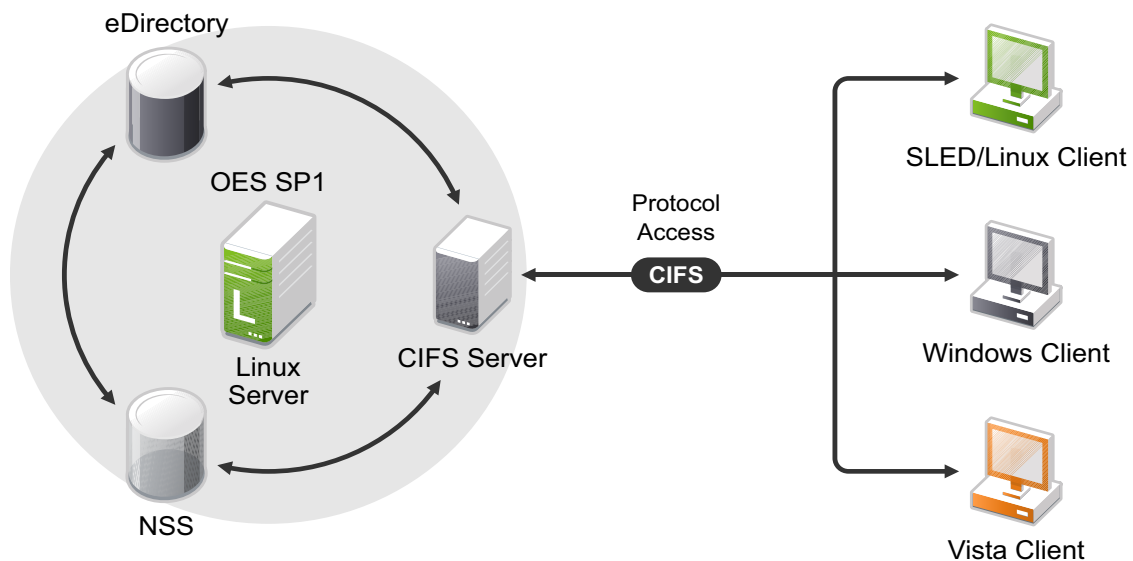 eDirectory
OES SP1
L
Linux
Server
CIFS Server
NSS
Protocol
Access
CIFS
SLED/Linux Client
Windows Client
Vista Client